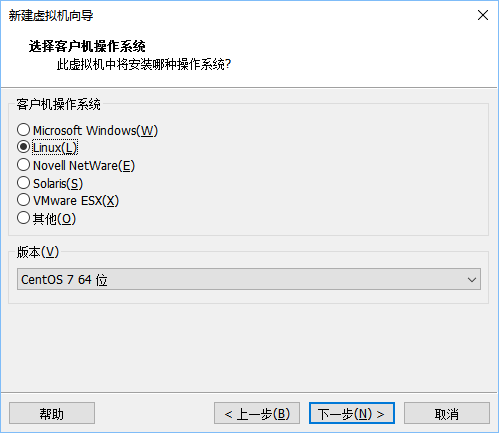 新建虚拟机向导
选择客户机操作系统
此虚拟机中将安装哪种操作系统?
客户机操作系统
Microsoft Windows(W)
Linux(L)
Novell NetWare(E)
Solaris(S)
VMware ESX(X)
其他(O)
版本(V)
CentOS 7 64 位
帮助
< 上一步(B)
下一步(N) >
取消